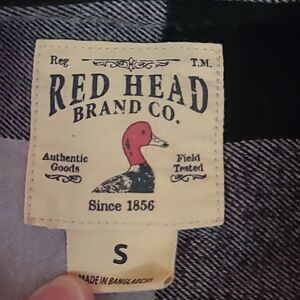 Reg. T.M.
RED HEAD
BRAND CO.
Authentic Field
Goods Tested
Since 1856
S
MADE IN BANGLADESH